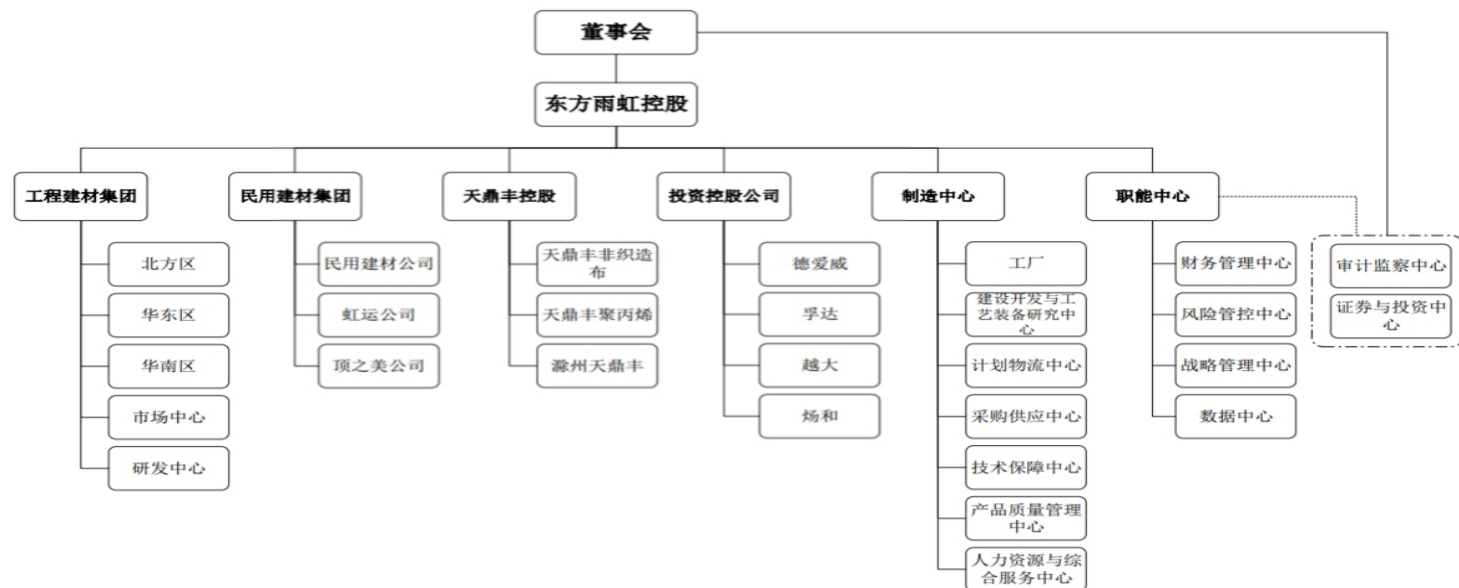 董事会
东方雨虹控股
工程建材集团
民用建材集团
天鼎丰控股
投资控股公司
制造中心
职能中心
北方区
华东区
华南区
市场中心
研发中心
民用建材公司
虹运公司
顶之美公司
天鼎丰非织造
布
天鼎丰聚丙烯
滁州天鼎丰
德爱威
孚达
越大
炀和
工厂
建设开发与工
艺装备研究中
心
计划物流中心
采购供应中心
技术保障中心
产品质量管理
中心
人力资源与综
合服务中心
财务管理中心
风险管控中心
战略管理中心
数据中心
审计监察中心
证券与投资中
心